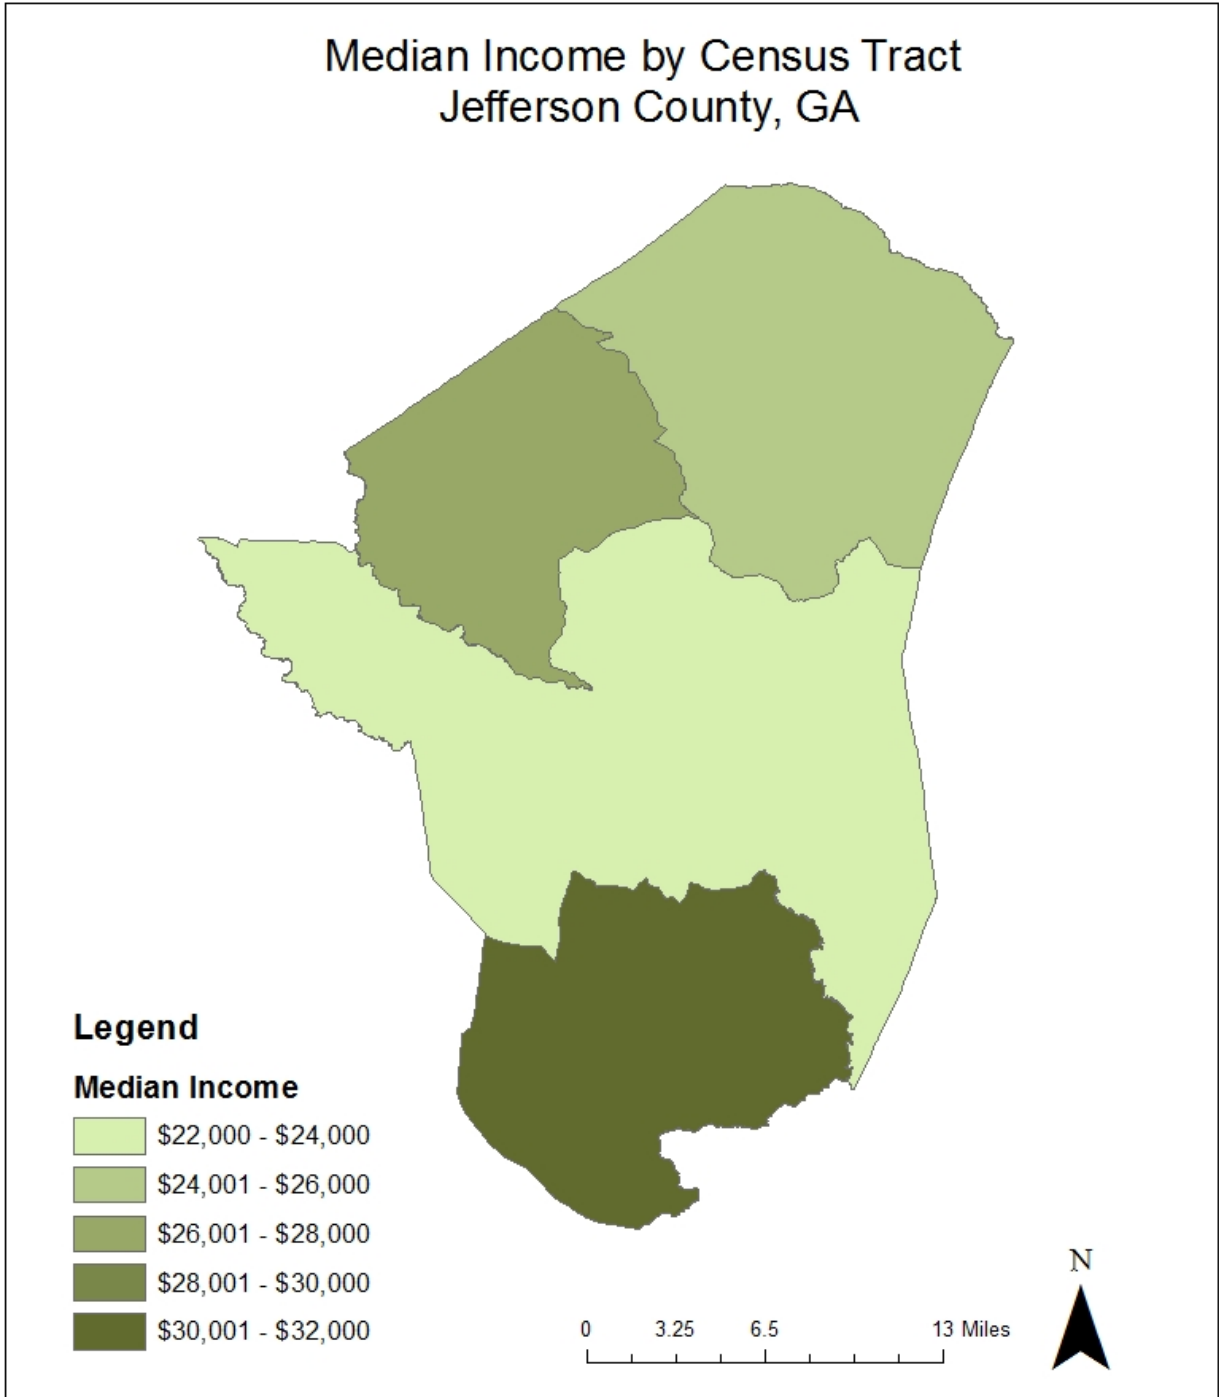 Median Income by Census Tract
Jefferson County, GA
Legend
Median Income
$22,000 - $24,000
$24,001 - $26,000
$26,001 - $28,000
$28,001 - $30,000
$30,001 - $32,000
N
0 3.25 6.5 13 Miles